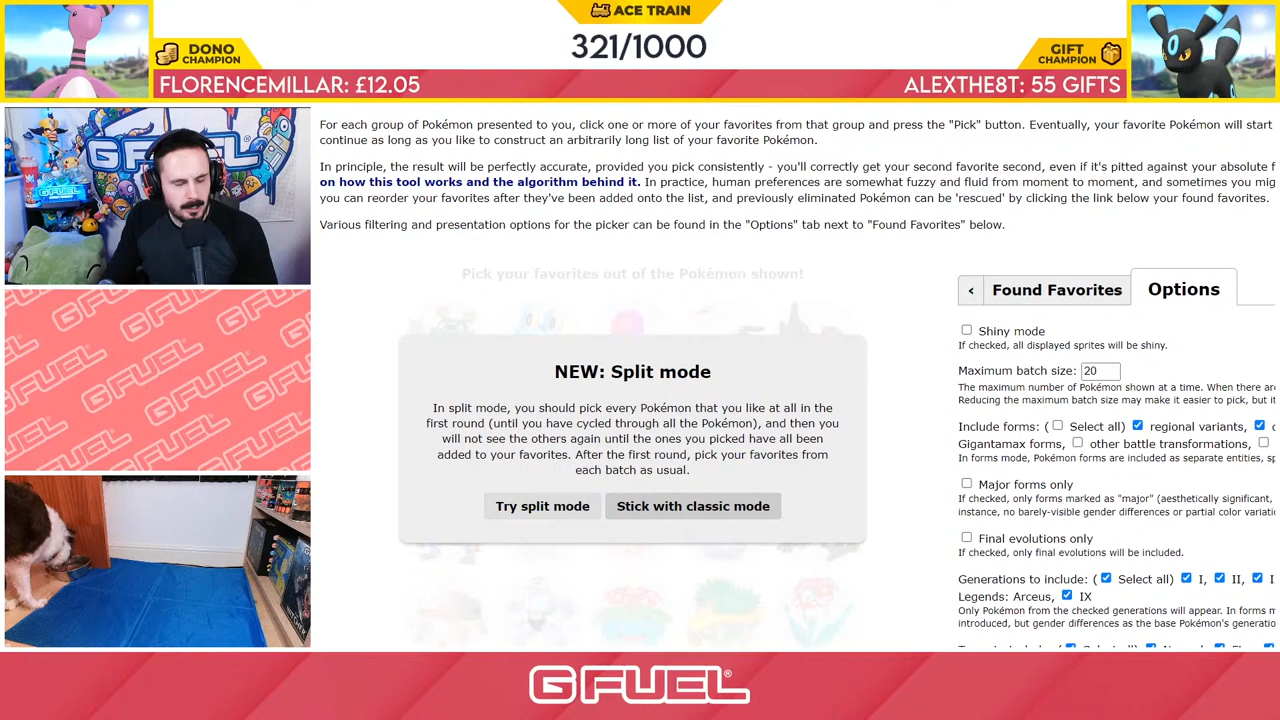 ACE TRAIN
321/1000
DONO
CHAMPION
GIFT
CHAMPION
FLORENCEMILLAR: £12.05
ALEXTHE8T: 55 GIFTS
For each group of Pokémon presented to you, click one or more of your favorites from that group and press the "Pick" button. Eventually, your favorite Pokémon will start
continue as long as you like to construct an arbitrarily long list of your favorite Pokémon.
In principle, the result will be perfectly accurate, provided you pick consistently - you'll correctly get your second favorite second, even if it's pitted against your absolute f
on how this tool works and the algorithm behind it. In practice, human preferences are somewhat fuzzy and fluid from moment to moment, and sometimes you mig
you can reorder your favorites after they've been added onto the list, and previously eliminated Pokémon can be 'rescued' by clicking the link below your found favorites.
Various filtering and presentation options for the picker can be found in the "Options" tab next to "Found Favorites" below.
Pick your favorites out of the Pokémon shown!
NEW: Split mode
In split mode, you should pick every Pokémon that you like at all in the
first round (until you have cycled through all the Pokémon), and then you
will not see the others again until the ones you picked have all been
added to your favorites. After the first round, pick your favorites from
each batch as usual.
Try split mode
Stick with classic mode
< Found Favorites Options
Shiny mode
If checked, all displayed sprites will be shiny.
Maximum batch size: 20
The maximum number of Pokémon shown at a time. When there are
Reducing the maximum batch size may make it easier to pick, but it
Include forms: ( Select all) regional variants,
Gigantamax forms, other battle transformations,
In forms mode, Pokémon forms are included as separate entities, sp
Major forms only
If checked, only forms marked as "major" (aesthetically significant,
instance, no barely-visible gender differences or partial color variatio
Final evolutions only
If checked, only final evolutions will be included.
Generations to include: ( Select all) I, II, I
Legends: Arceus, IX
Only Pokémon from the checked generations will appear. In forms m
introduced, but gender differences as the base Pokémon's generatio
G FUEL
G FUEL®